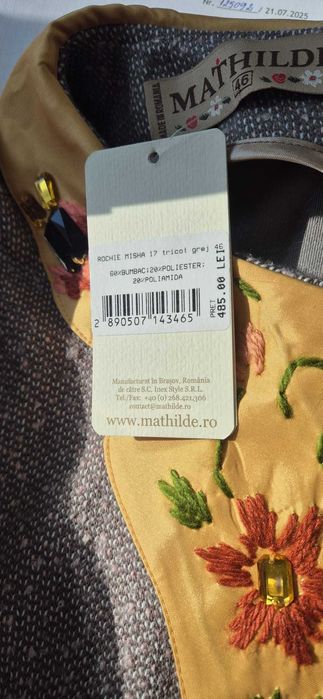 Nr. 125092 / 21.07.2025
MADE IN ROMANIA
MATHILDE
46
ROCHIE MISHA 17 tricot grej 46
60%BUMBAC;20%POLIESTER;
20%POLIAMIDA
PRET
485.00 LEI
2 890507 143465
Manufacturat în Brașov, România
de către S.C. Inex Style S.R.L.
Tel./Fax: +40 (0) 268.421.306
contact@mathilde.ro
www.mathilde.ro